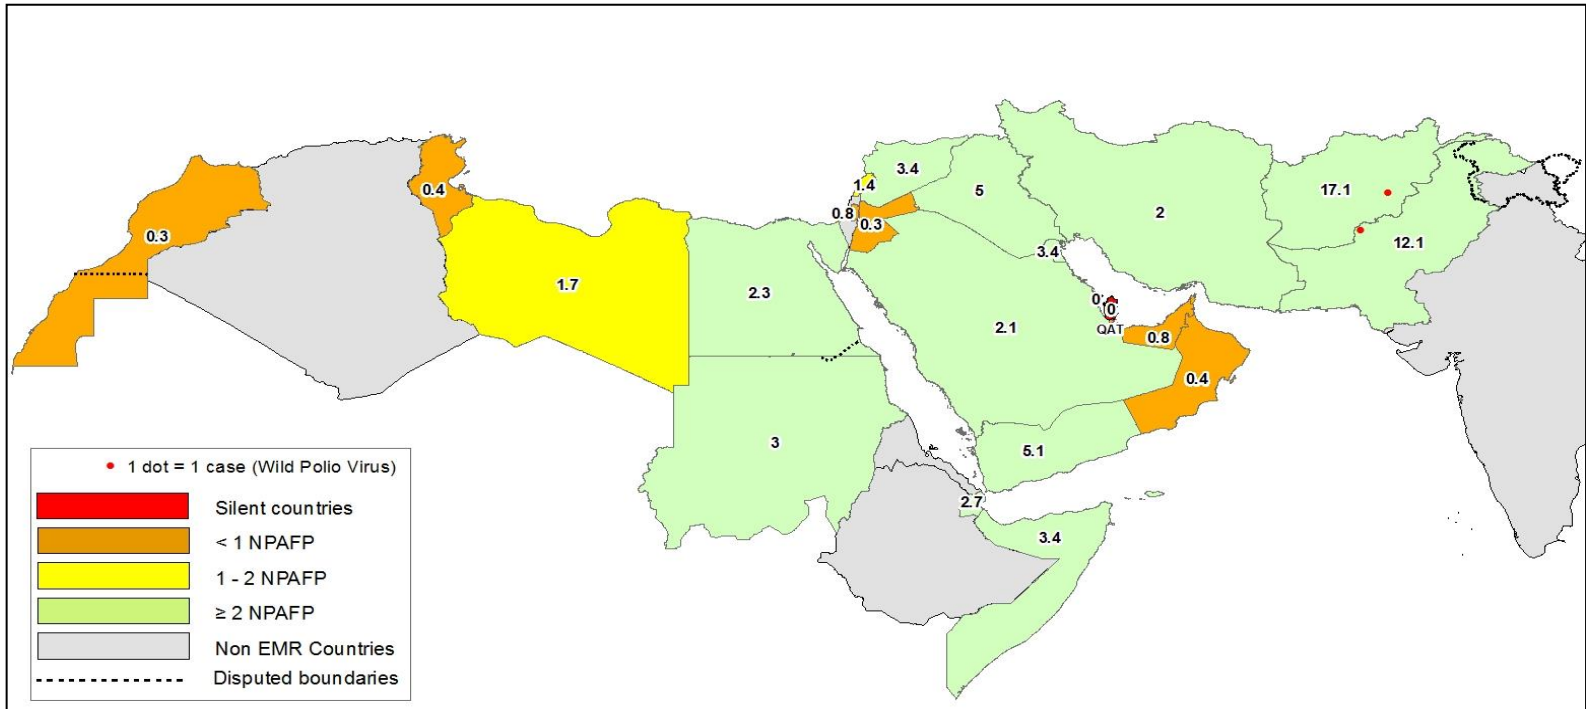 3.4
1.4
5
17.1
0.4
2
0.8
0.3
0.3
12.1
3.4
1.7
2.3
0
0
2.1
QAT
0.8
0.4
3
5.1
2.7
3.4
1 dot = 1 case (Wild Polio Virus)
Silent countries
< 1 NPAFP
1 - 2 NPAFP
≥ 2 NPAFP
Non EMR Countries
Disputed boundaries